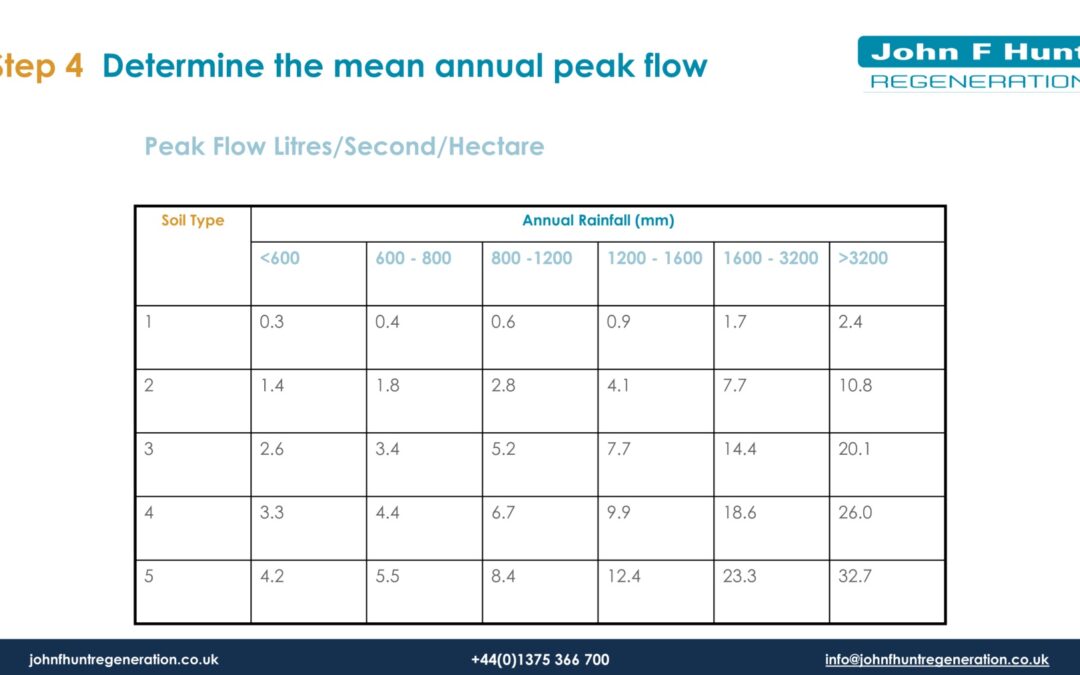 Step 4 Determine the mean annual peak flow
John F Hunt
REGENERATION
Peak Flow Litres/Second/Hectare
Soil Type Annual Rainfall (mm)
<600 600 - 800 800 -1200 1200 - 1600 1600 - 3200 >3200
1 0.3 0.4 0.6 0.9 1.7 2.4
2 1.4 1.8 2.8 4.1 7.7 10.8
3 2.6 3.4 5.2 7.7 14.4 20.1
4 3.3 4.4 6.7 9.9 18.6 26.0
5 4.2 5.5 8.4 12.4 23.3 32.7
johnfhuntregeneration.co.uk +44(0)1375 366 700 info@johnfhuntregeneration.co.uk